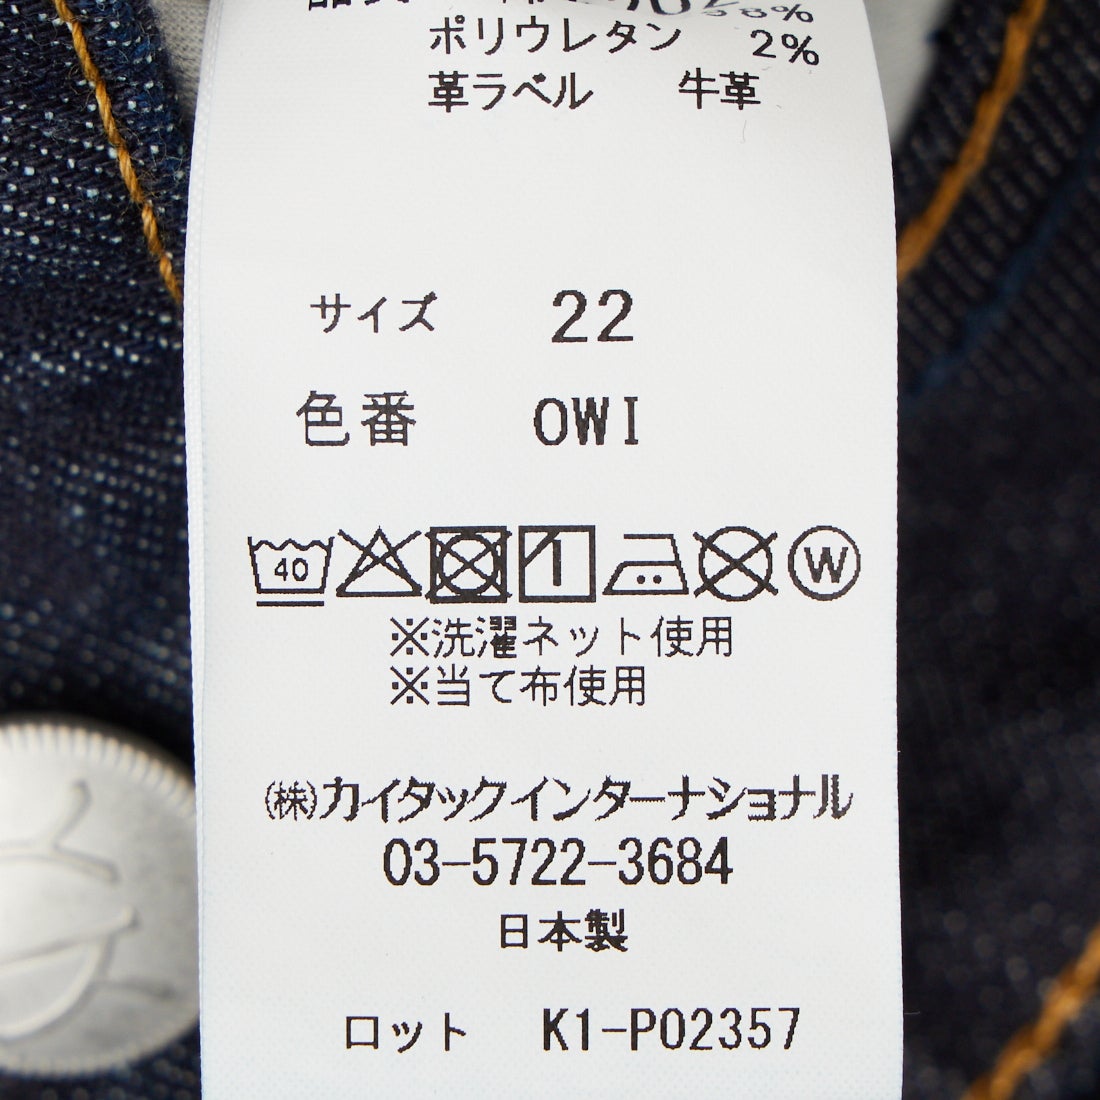 ポリウレタン 2%
革ラベル 牛革
サイズ 22
色番 OWI
40
W
※洗濯ネット使用
※当て布使用
㈱カイタックインターナショナル
03-5722-3684
日本製
ロット K1-P02357